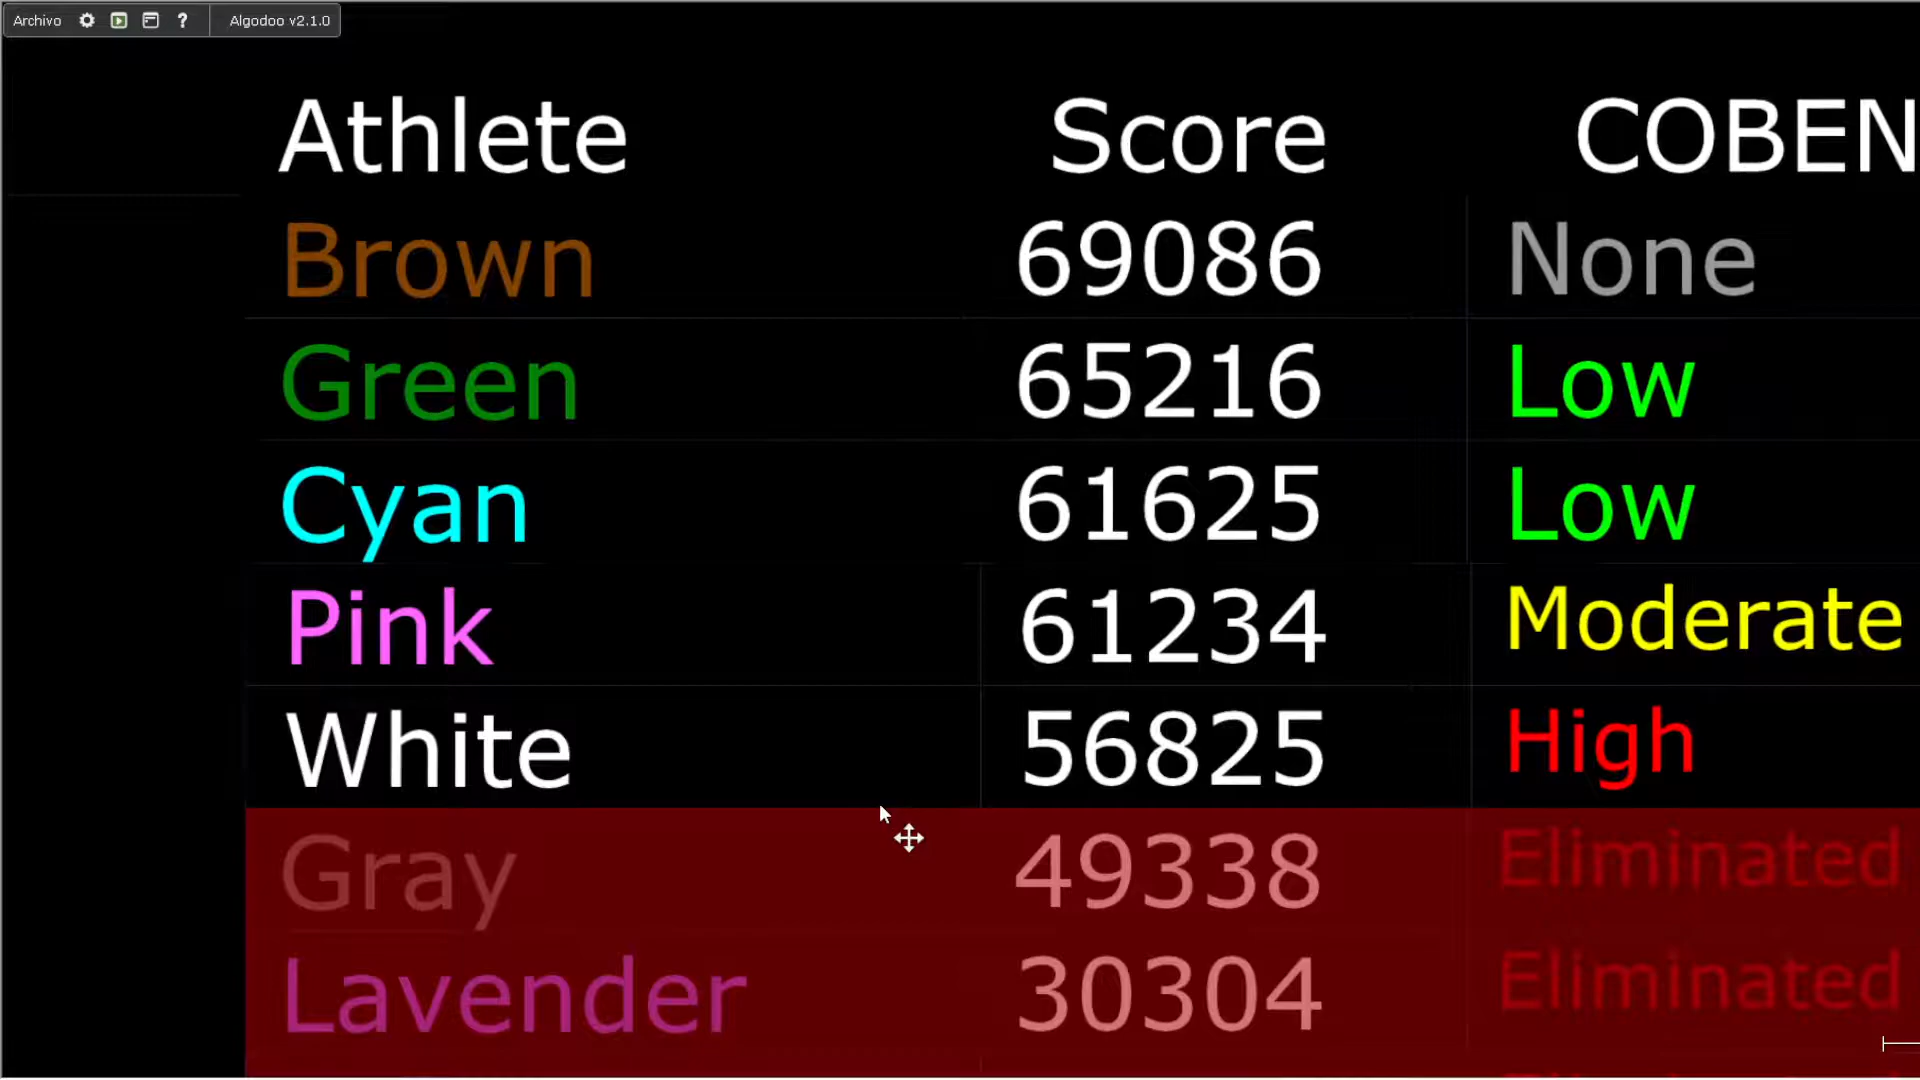 Archivo ? Algodoo v2.1.0
Athlete Score COBEN
Brown 69086 None
Green 65216 Low
Cyan 61625 Low
Pink 61234 Moderate
White 56825 High
Gray 49338 Eliminated
Lavender 30304 Eliminated